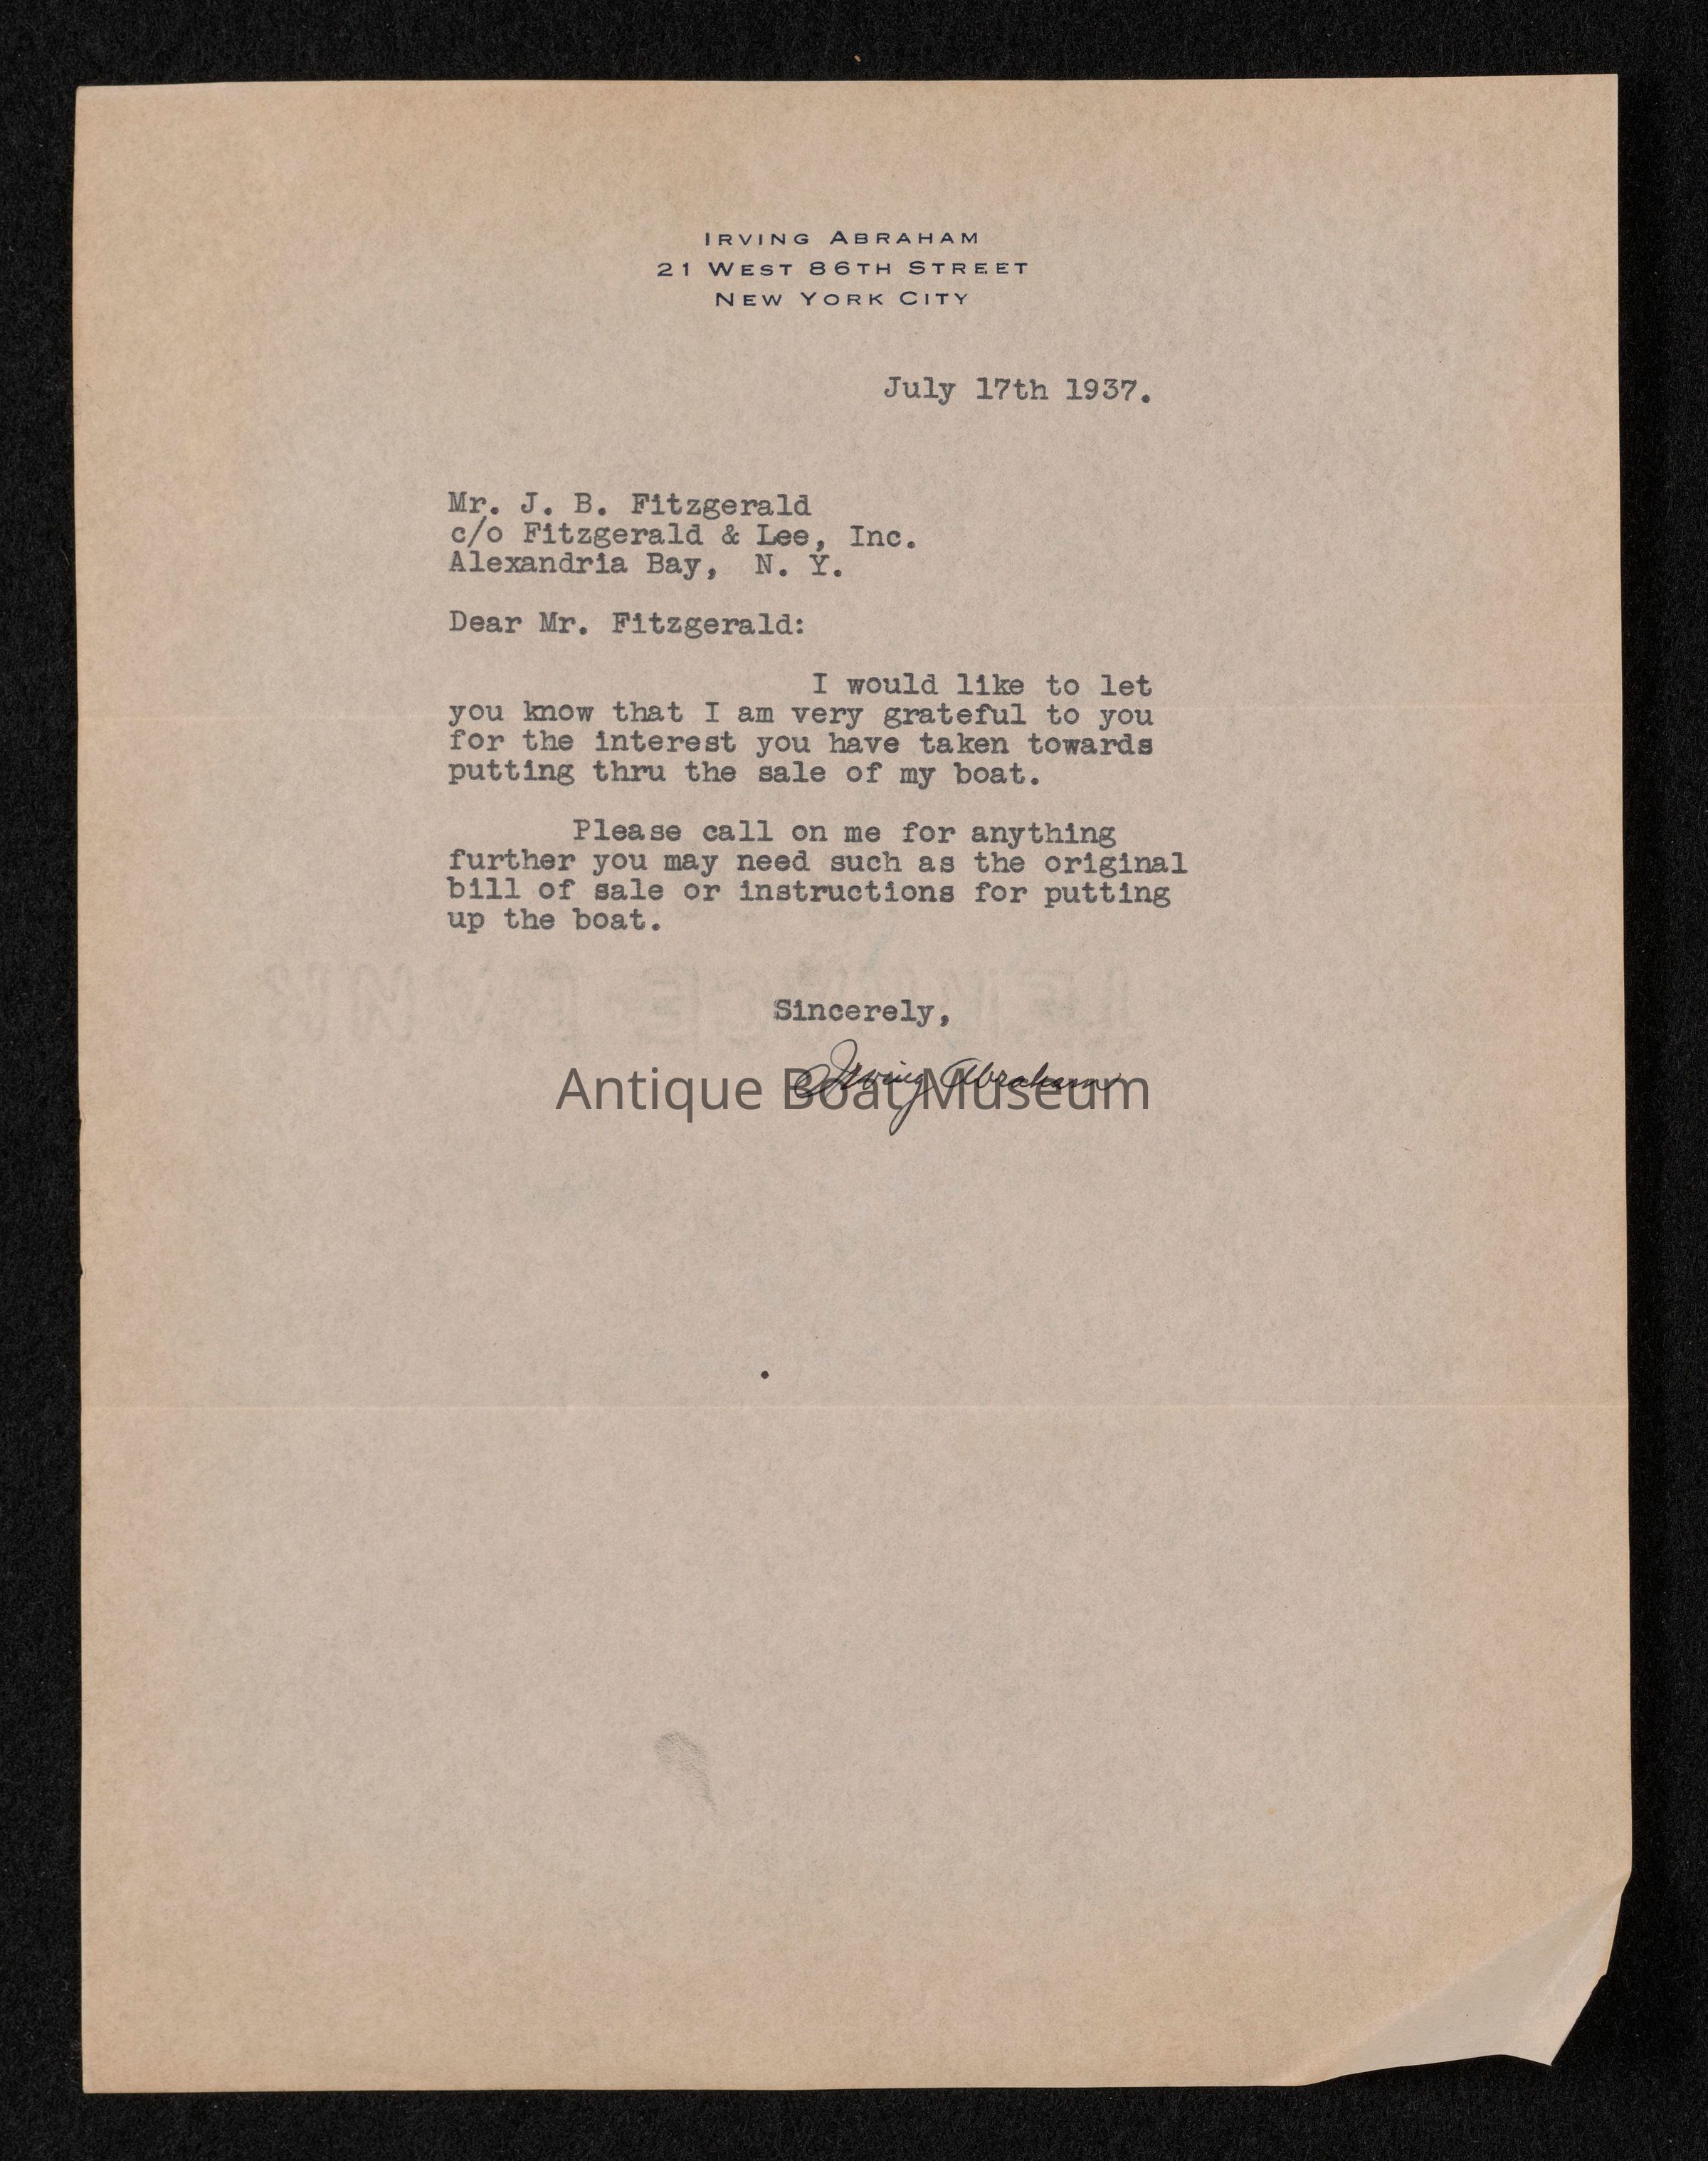 IRVING ABRAHAM
21 WEST 86TH STREET
NEW YORK CITY
July 17th 1937.
Mr. J. B. Fitzgerald
c/o Fitzgerald & Lee, Inc.
Alexandria Bay, N. Y.
Dear Mr. Fitzgerald:
I would like to let
you know that I am very grateful to you
for the interest you have taken towards
putting thru the sale of my boat.
Please call on me for anything
further you may need such as the original
bill of sale or instructions for putting
up the boat.
Sincerely,
Irving Abraham
Antique Boat Museum